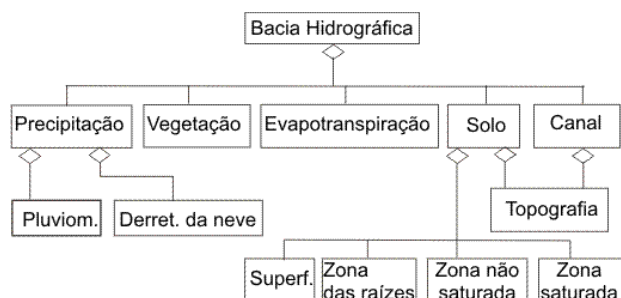 Bacia Hidrográfica
Precipitação
Vegetação
Evapotranspiração
Solo
Canal
Pluviom.
Derret. da neve
Topografia
Superf.
Zona
das raízes
Zona não
saturada
Zona
saturada